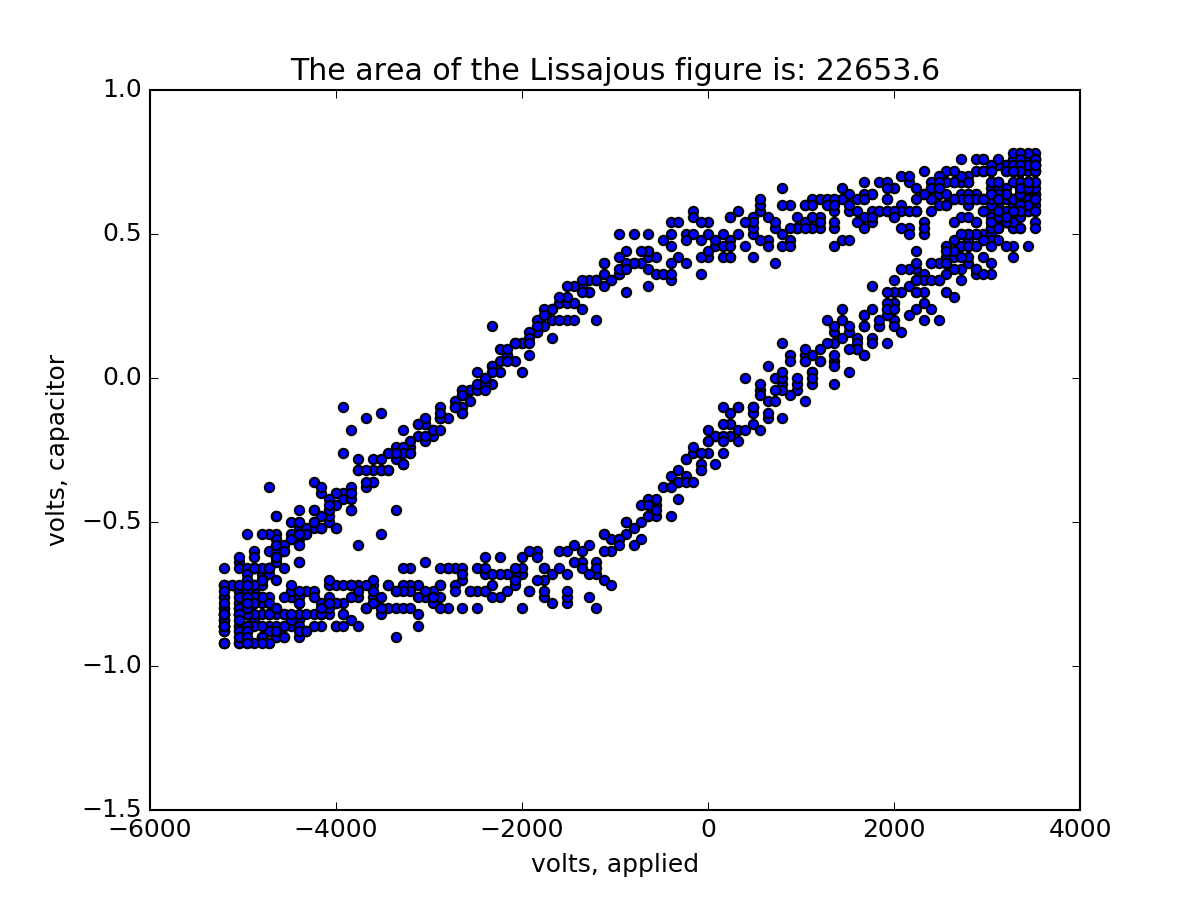 The area of the Lissajous figure is: 22653.6
1.0
0.5
0.0
−0.5
−1.0
−1.5
volts, capacitor
−6000 −4000 −2000 0 2000 4000
volts, applied